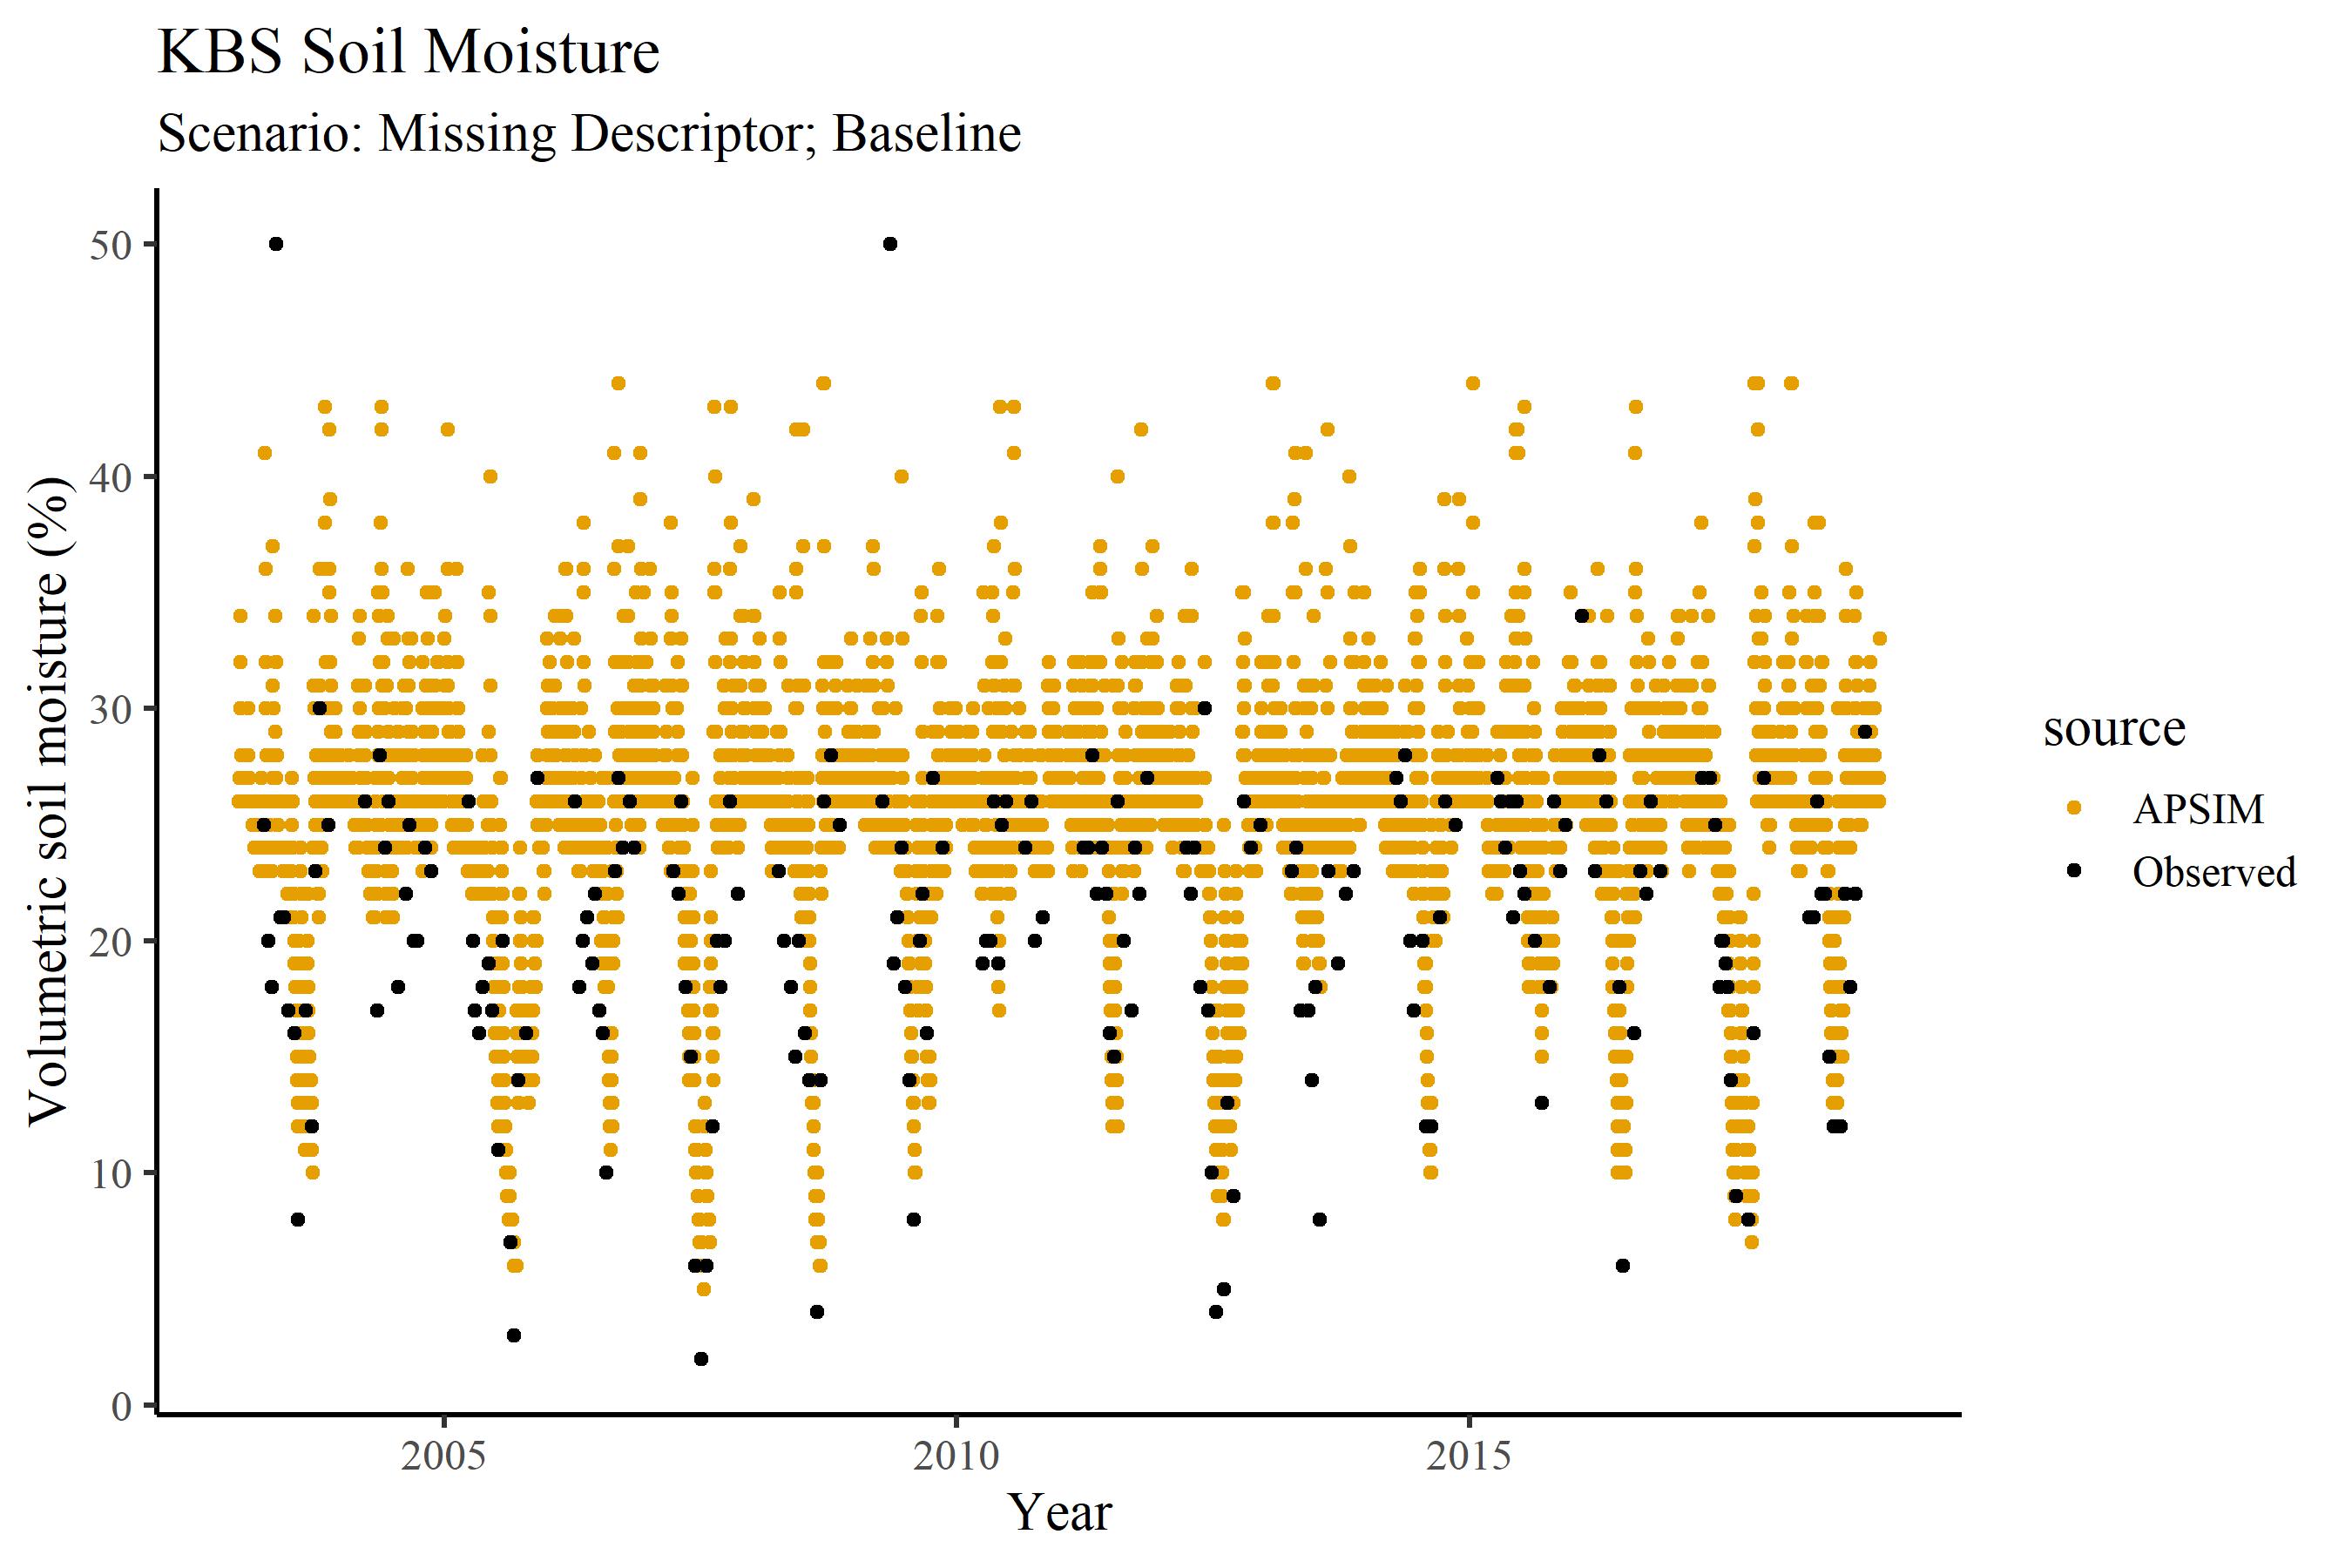 KBS Soil Moisture
Scenario: Missing Descriptor; Baseline
Volumetric soil moisture (%)
50
40
30
20
10
0
2005
2010
2015
Year
source
APSIM
Observed